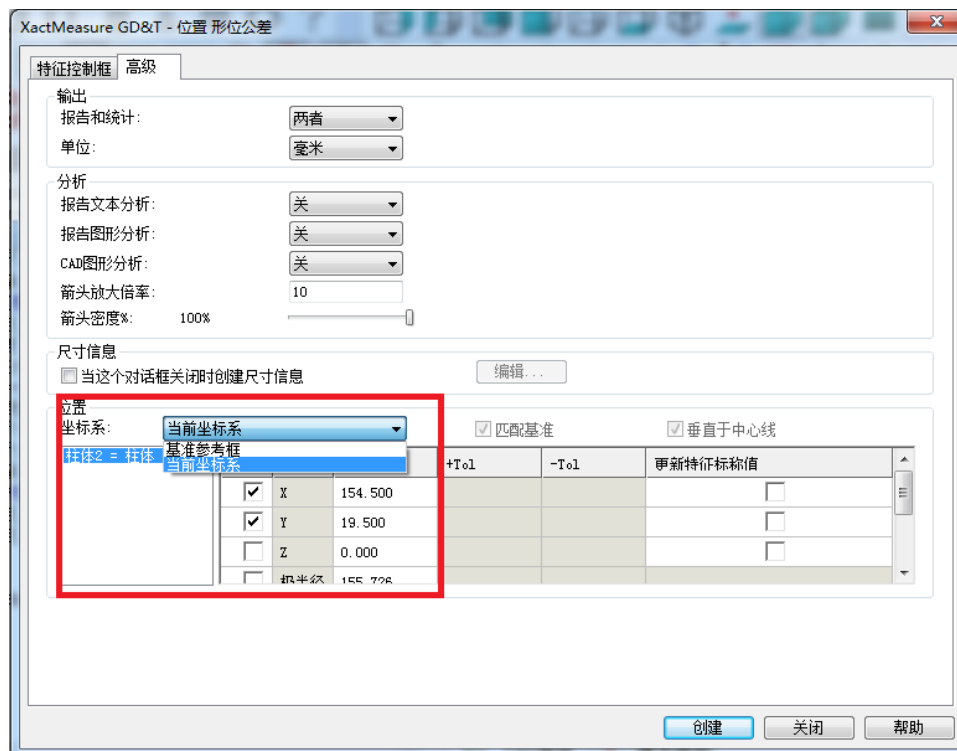 XactMeasure GD&T - 位置 形位公差
特征控制框 高级
输出
报告和统计: 两者
单位: 毫米
分析
报告文本分析: 关
报告图形分析: 关
CAD图形分析: 关
箭头放大倍率: 10
箭头密度%: 100%
尺寸信息
当这个对话框关闭时创建尺寸信息 编辑...
位置
坐标系: 当前坐标系 匹配基准 垂直于中心线
基准参考框
当前坐标系
柱体2 = 柱体 +Tol -Tol 更新特征标称值
X 154.500
Y 19.500
Z 0.000
极半径 155.726
创建 关闭 帮助